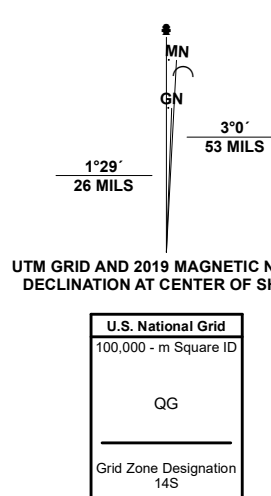 MN
GN
3°0´
53 MILS
1°29´
26 MILS
UTM GRID AND 2019 MAGNETIC
DECLINATION AT CENTER OF
U.S. National Grid
100,000 - m Square ID
QG
Grid Zone Designation
14S